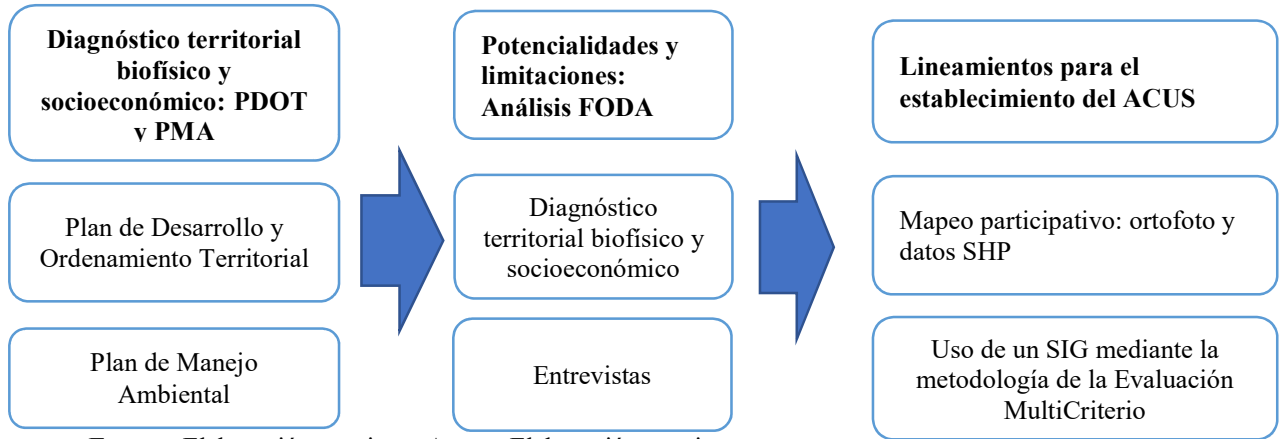 Diagnóstico territorial
biofísico y
socioeconómico: PDOT
y PMA
Plan de Desarrollo y
Ordenamiento Territorial
Plan de Manejo
Ambiental
Potencialidades y
limitaciones:
Análisis FODA
Diagnóstico
territorial biofísico y
socioeconómico
Entrevistas
Lineamientos para el
establecimiento del ACUS
Mapeo participativo: ortofoto y
datos SHP
Uso de un SIG mediante la
metodología de la Evaluación
MultiCriterio